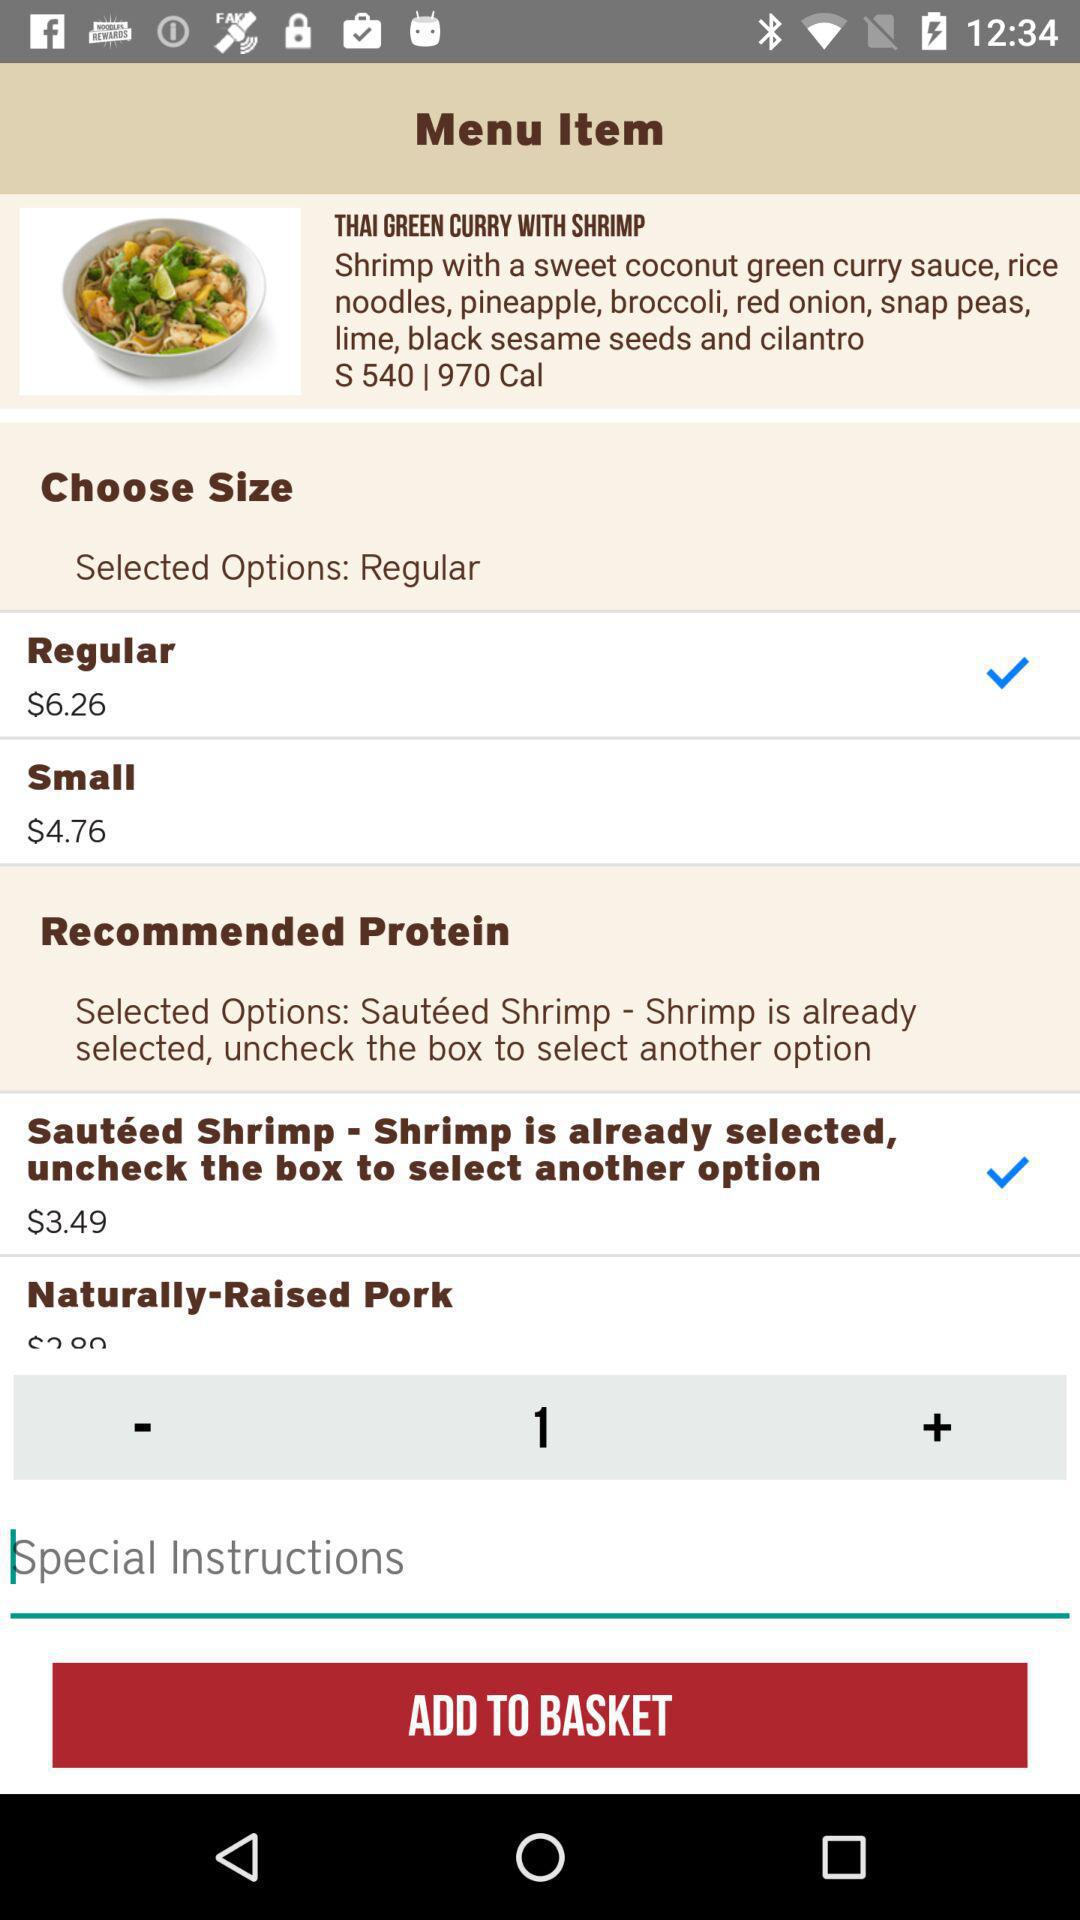 FAKE
NOODLES
REWARDS
12:34
Menu Item
THAI GREEN CURRY WITH SHRIMP
Shrimp with a sweet coconut green curry sauce, rice
noodles, pineapple, broccoli, red onion, snap peas,
lime, black sesame seeds and cilantro
S 540 | 970 Cal
Choose Size
Selected Options: Regular
Regular
$6.26
Small
$4.76
Recommended Protein
Selected Options: Sautéed Shrimp - Shrimp is already
selected, uncheck the box to select another option
Sautéed Shrimp - Shrimp is already selected,
uncheck the box to select another option
$3.49
Naturally-Raised Pork
- 1 +
Special Instructions
ADD TO BASKET